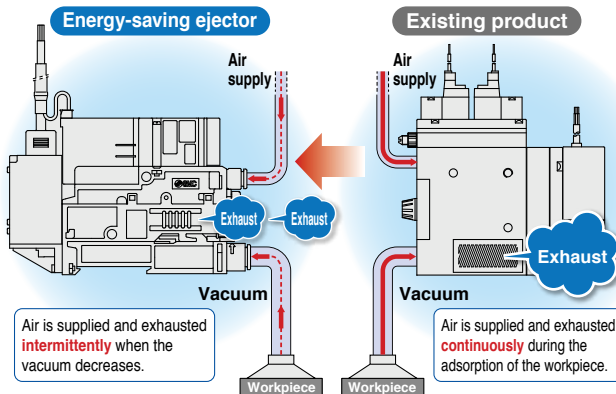 Energy-saving ejector
Existing product
Air
supply
Air
supply
SMC
Exhaust
Exhaust
Exhaust
Vacuum
Vacuum
Air is supplied and exhausted
intermittently when the
vacuum decreases.
Air is supplied and exhausted
continuously during the
adsorption of the workpiece.
Workpiece
Workpiece